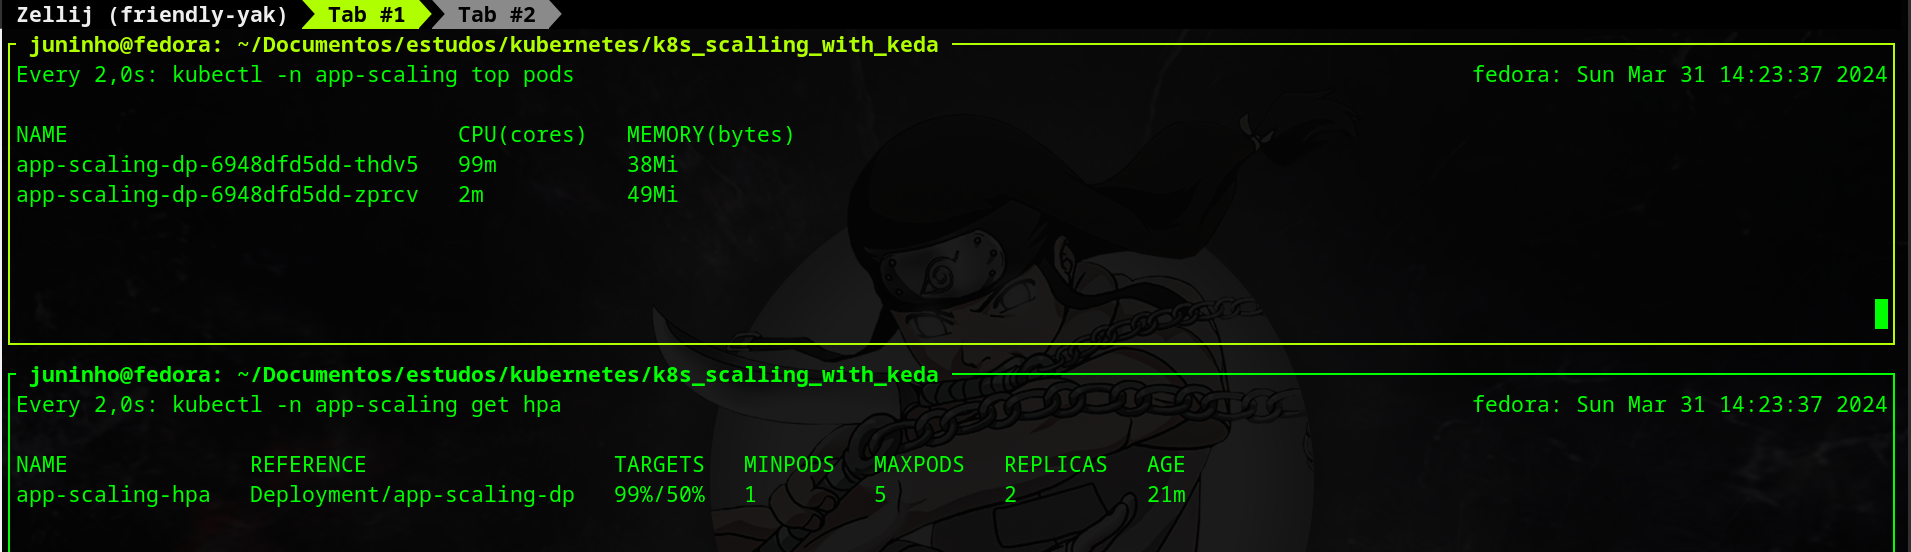 Zellij (friendly-yak) Tab #1 Tab #2
juninho@fedora: ~/Documentos/estudos/kubernetes/k8s_scalling_with_keda
Every 2,0s: kubectl -n app-scaling top pods fedora: Sun Mar 31 14:23:37 2024
NAME CPU(cores) MEMORY(bytes)
app-scaling-dp-6948dfd5dd-thdv5 99m 38Mi
app-scaling-dp-6948dfd5dd-zprcv 2m 49Mi
juninho@fedora: ~/Documentos/estudos/kubernetes/k8s_scalling_with_keda
Every 2,0s: kubectl -n app-scaling get hpa fedora: Sun Mar 31 14:23:37 2024
NAME REFERENCE TARGETS MINPODS MAXPODS REPLICAS AGE
app-scaling-hpa Deployment/app-scaling-dp 99%/50% 1 5 2 21m